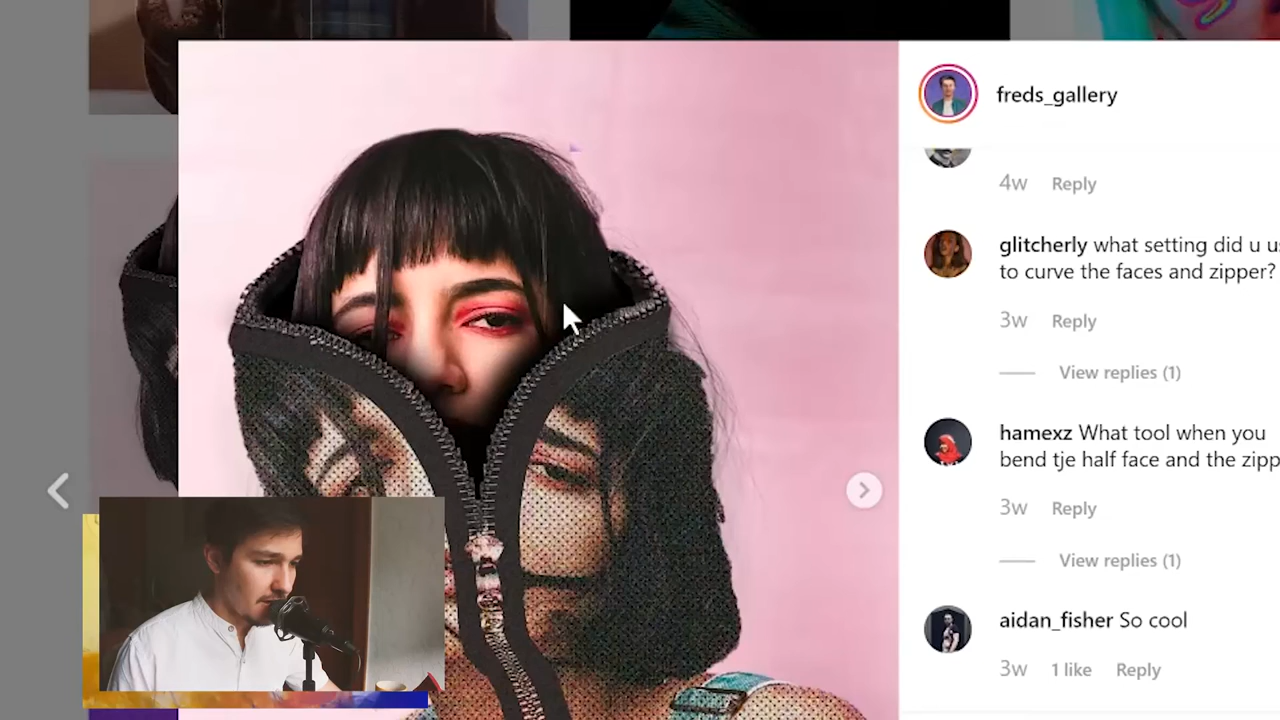 freds_gallery
4w Reply
glitcherly what setting did u
to curve the faces and zipper?
3w Reply
View replies (1)
hamexz What tool when you
bend tje half face and the
3w Reply
View replies (1)
aidan_fisher So cool
3w 1 like Reply